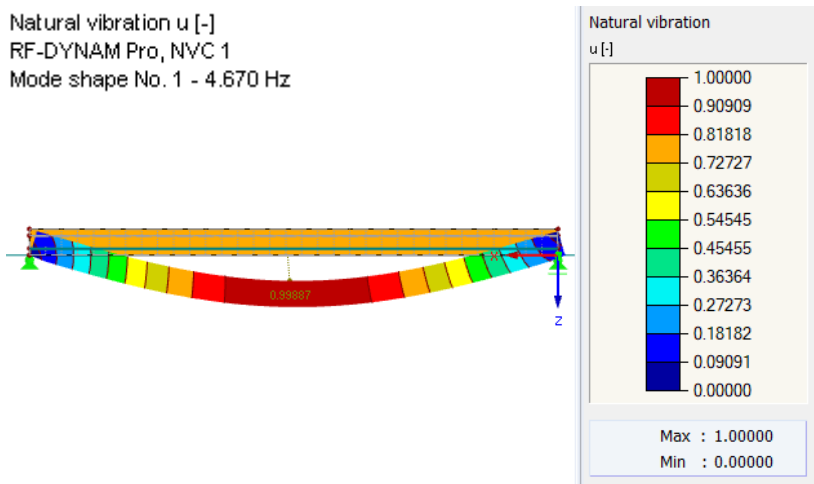 Natural vibration u [-]
RF-DYNAM Pro, NVC 1
Mode shape No. 1 - 4.670 Hz
0.99887
X
Z
Natural vibration
u [-]
1.00000
0.90909
0.81818
0.72727
0.63636
0.54545
0.45455
0.36364
0.27273
0.18182
0.09091
0.00000
Max : 1.00000
Min : 0.00000